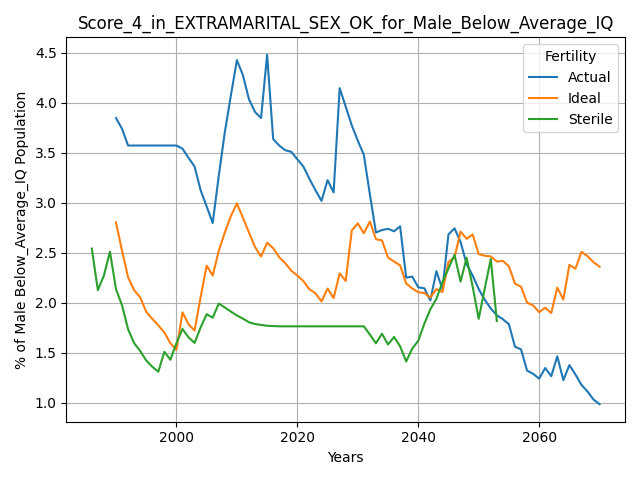 Score_4_in_EXTRAMARITAL_SEX_OK_for_Male_Below_Average_IQ
% of Male Below_Average_IQ Population
4.5
4.0
3.5
3.0
2.5
2.0
1.5
1.0
Fertility
Actual
Ideal
Sterile
2000
2020
2040
2060
Years